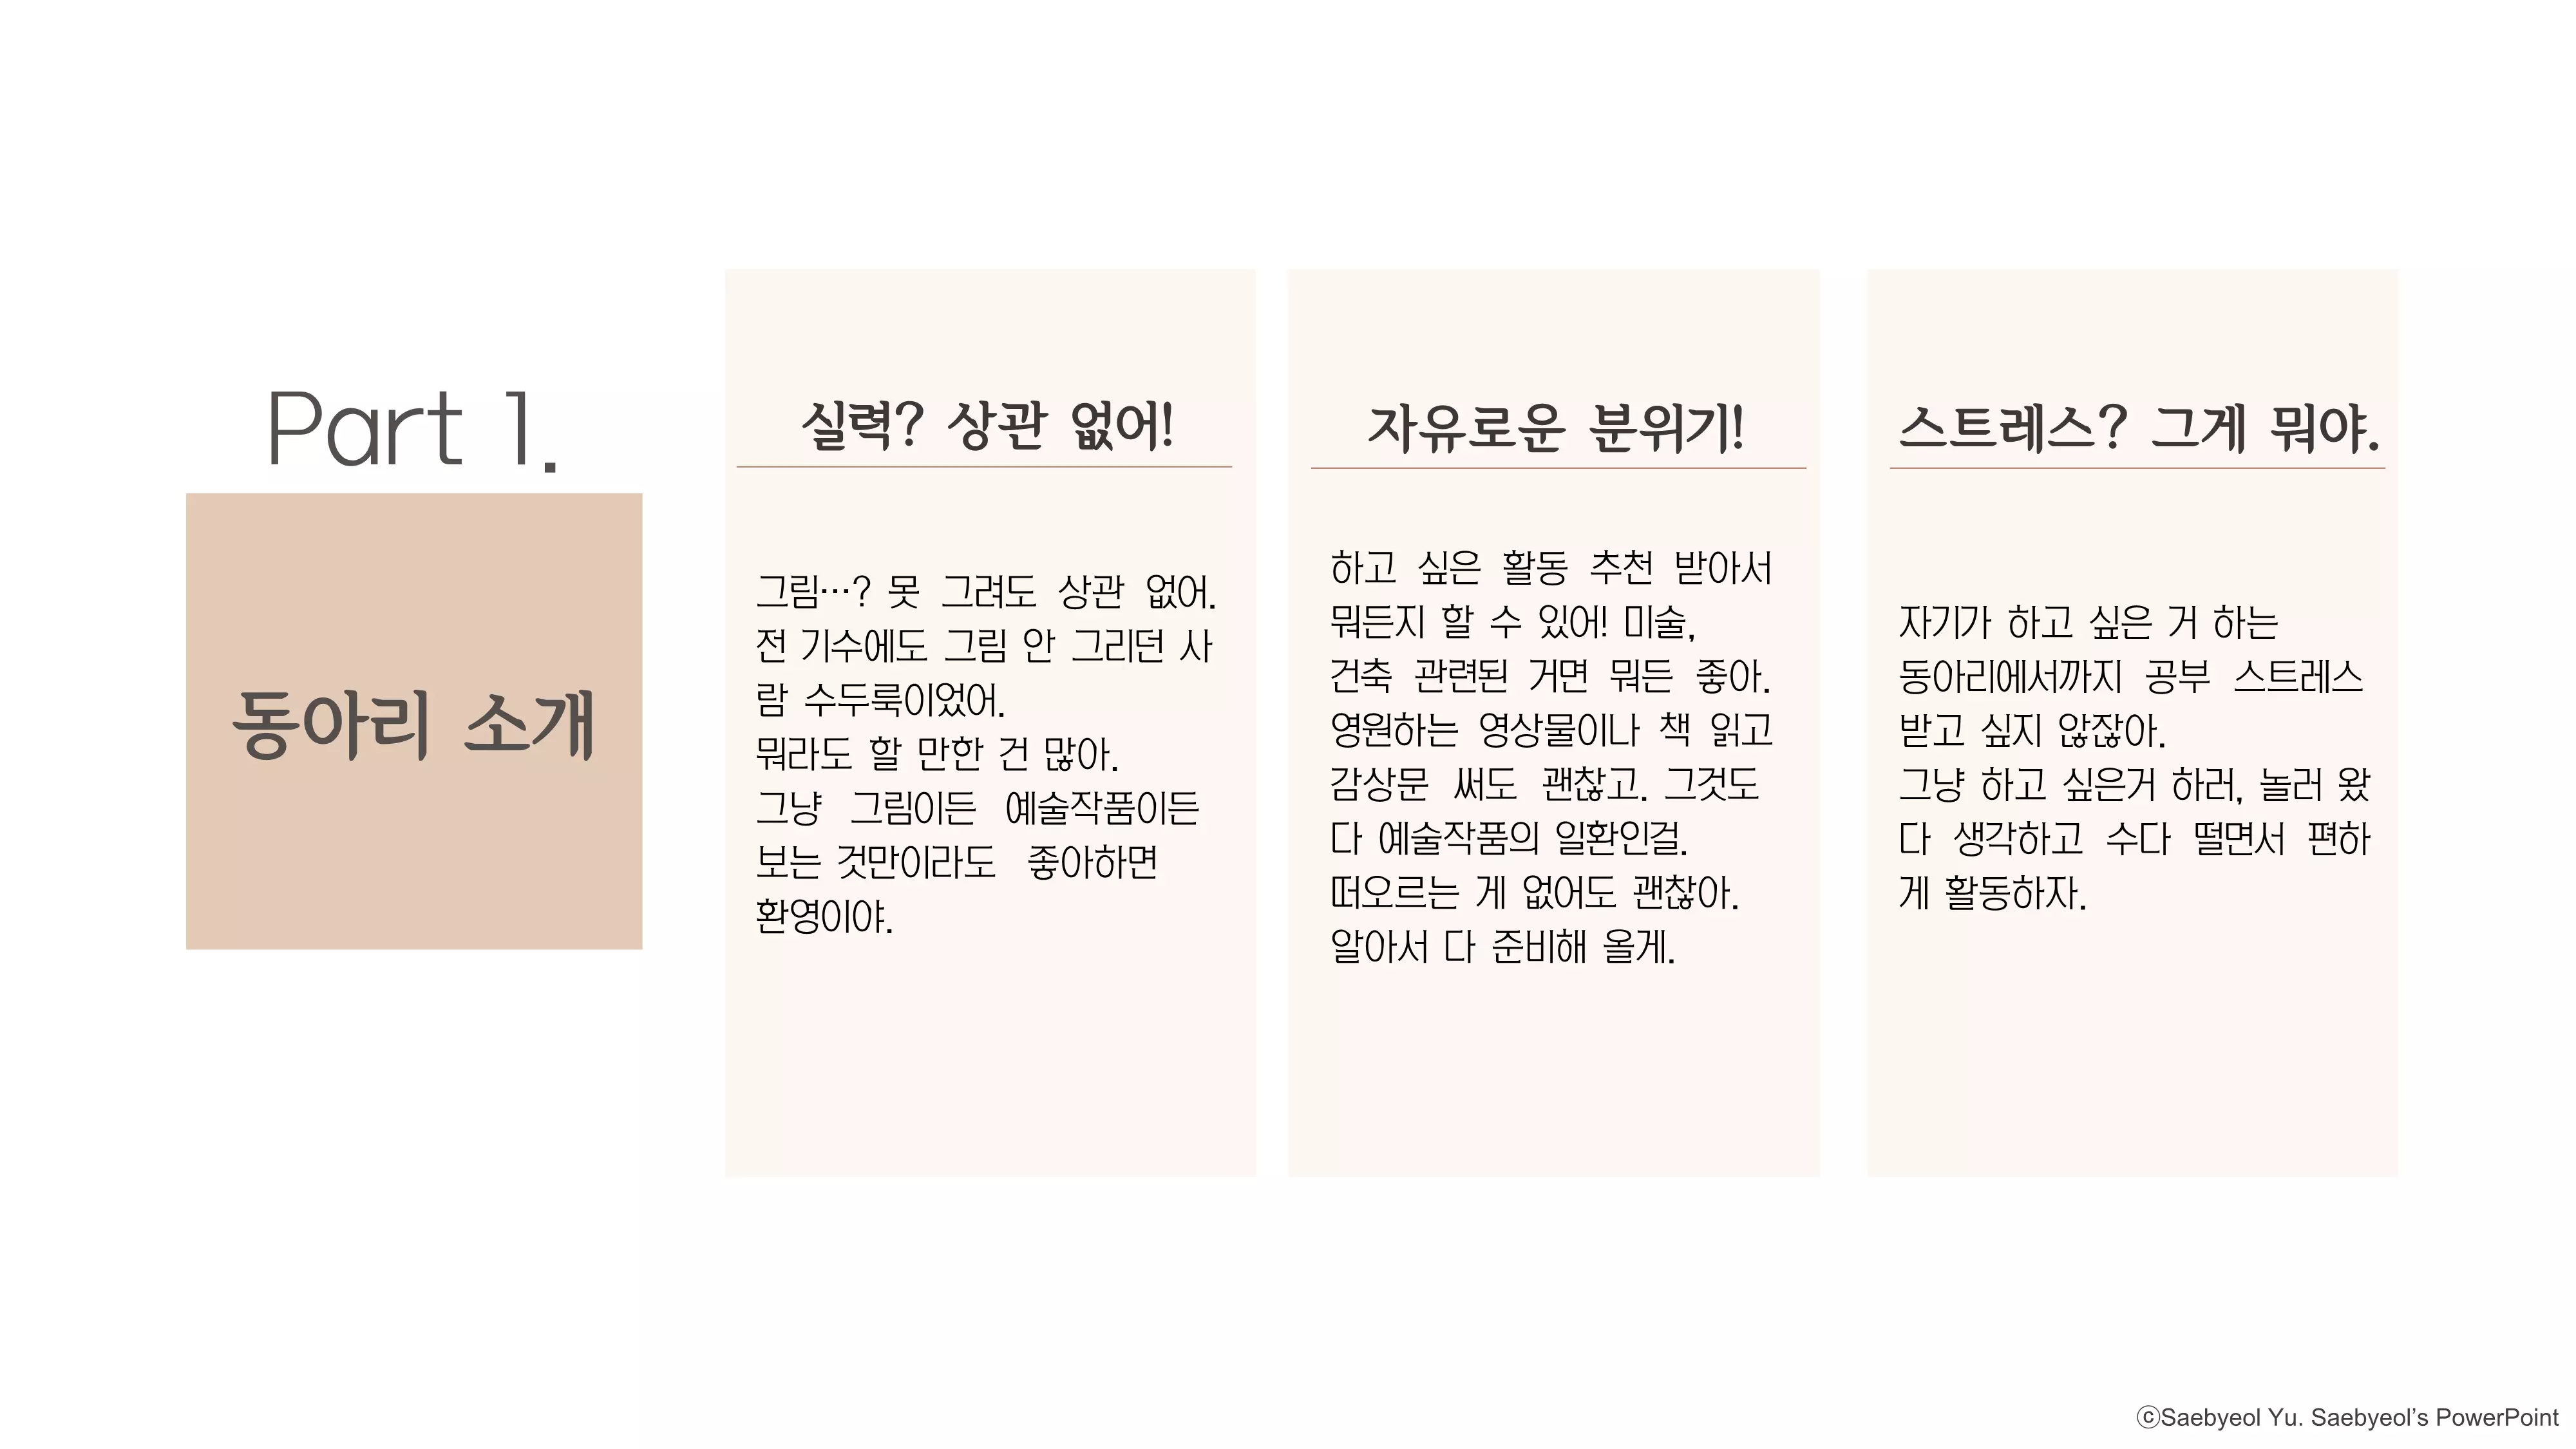 Part 1.
동아리 소개
실력? 상관 없어!
그림…? 못 그려도 상관 없어.
전 기수에도 그림 안 그리던 사
람 수두룩이었어.
뭐라도 할 만한 건 많아.
그냥 그림이든 예술작품이든
보는 것만이라도 좋아하면
환영이야.
자유로운 분위기!
하고 싶은 활동 추천 받아서
뭐든지 할 수 있어! 미술,
건축 관련된 거면 뭐든 좋아.
영원하는 영상물이나 책 읽고
감상문 써도 괜찮고. 그것도
다 예술작품의 일환인걸.
떠오르는 게 없어도 괜찮아.
알아서 다 준비해 올게.
스트레스? 그게 뭐야.
자기가 하고 싶은 거 하는
동아리에서까지 공부 스트레스
받고 싶지 않잖아.
그냥 하고 싶은거 하러, 놀러 왔
다 생각하고 수다 떨면서 편하
게 활동하자.
ⓒSaebyeol Yu. Saebyeol’s PowerPoint